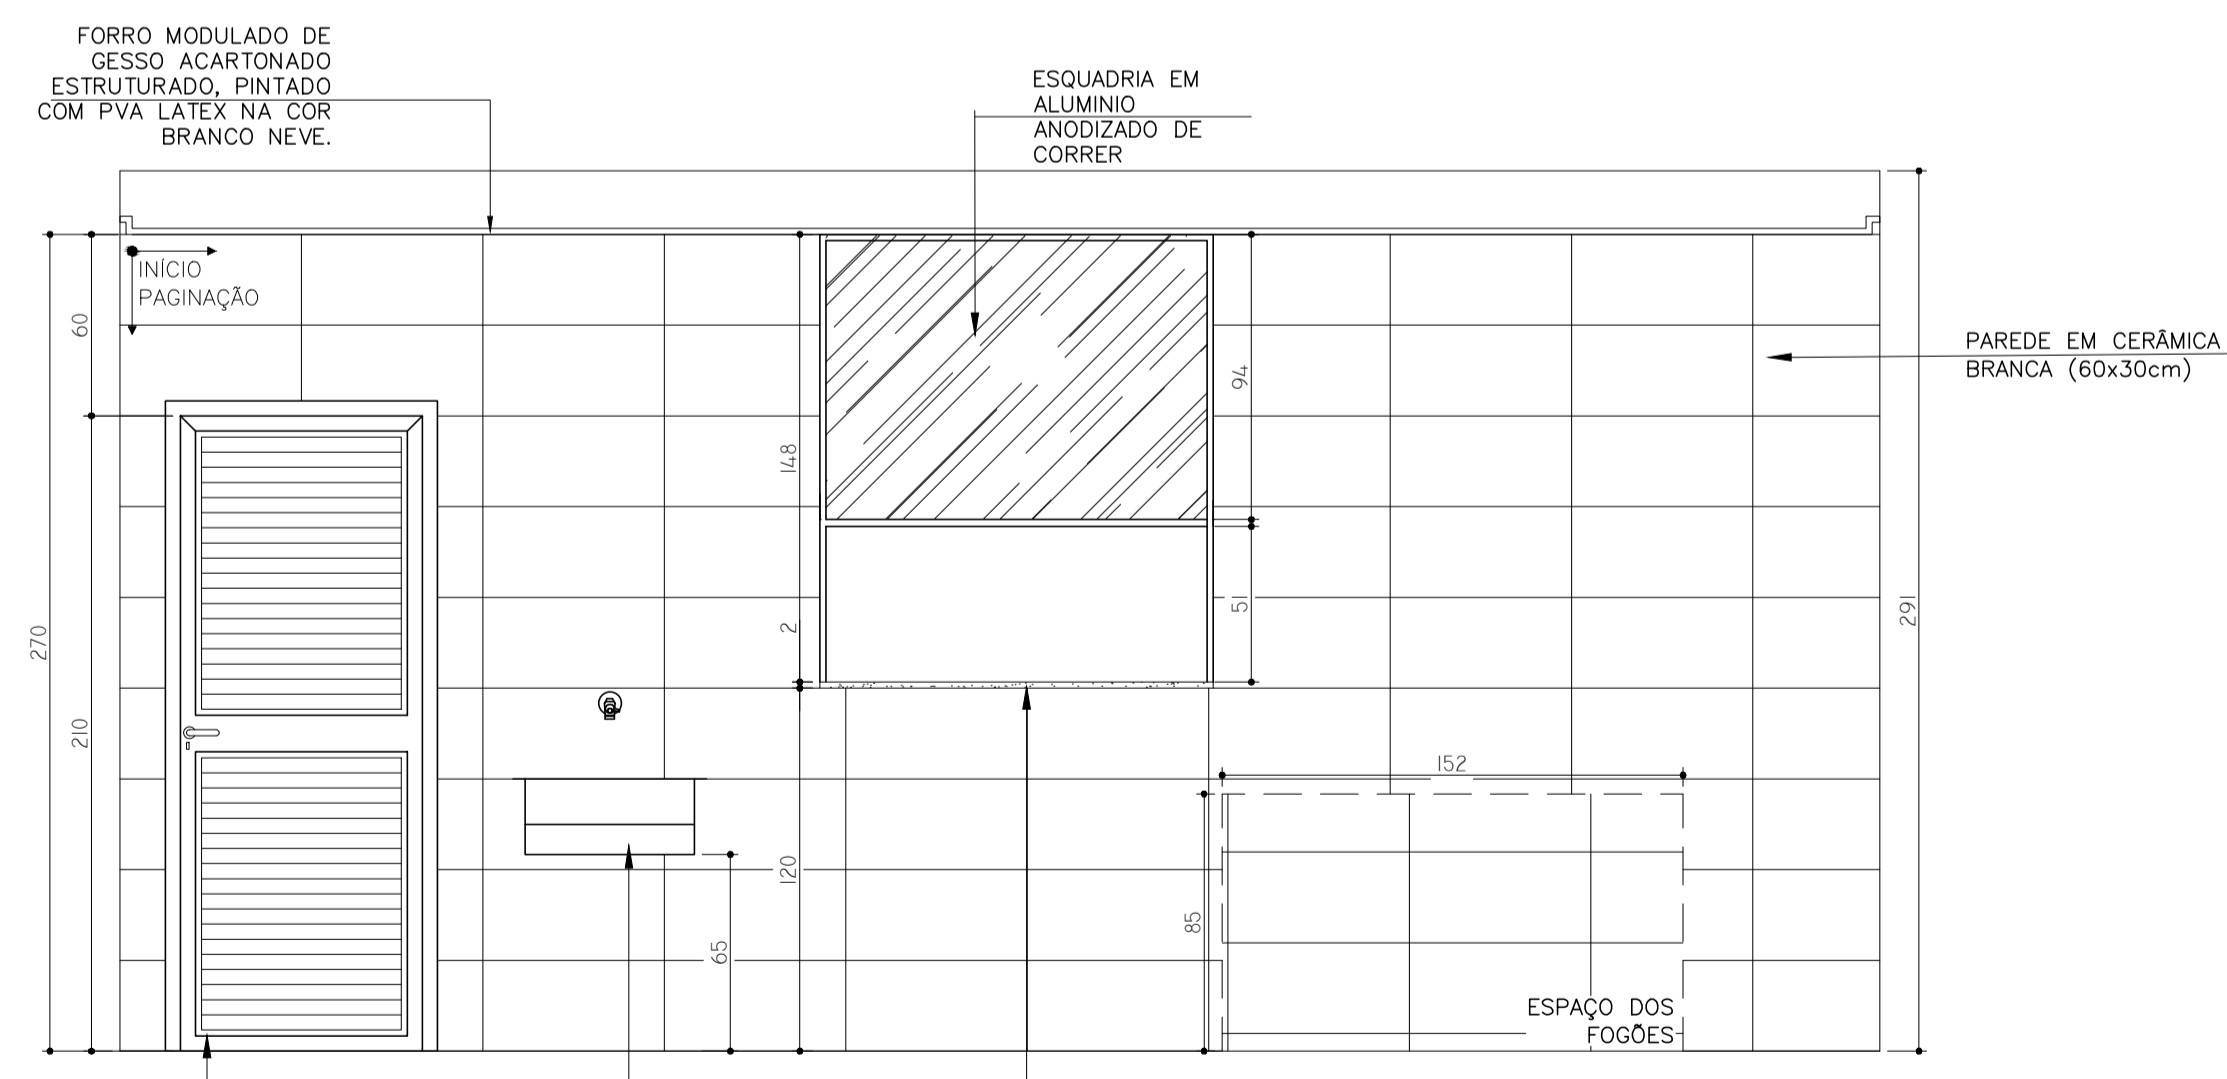 FORRO MODULADO DE
GESSO ACARTONADO
ESTRUTURADO, PINTADO
COM PVA LATEX NA COR
BRANCO NEVE.
ESQUADRIA EM
ALUMINIO
ANODIZADO DE
CORRER
INÍCIO
PAGINAÇÃO
60
94
PAREDE EM CERÂMICA
BRANCA (60x30cm)
148
270
2
51
291
210
152
120
85
65
ESPAÇO DOS
FOGÕES